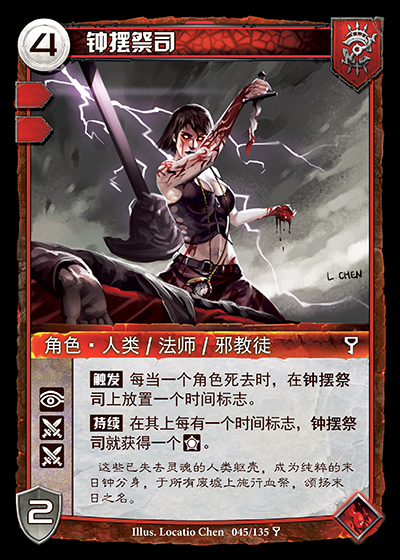 4 钟摆祭司
L.CHEN
角色·人类/法师/邪教徒
触发 每当一个角色死去时，在钟摆祭
司上放置一个时间标志。
持续 在其上每有一个时间标志，钟摆祭
司就获得一个。
这些已失去灵魂的人类躯壳，成为纯粹的末
日钟分身，于所有废墟上施行血祭，颂扬末
日之名。
2
Illus. Locatio Chen 045/135